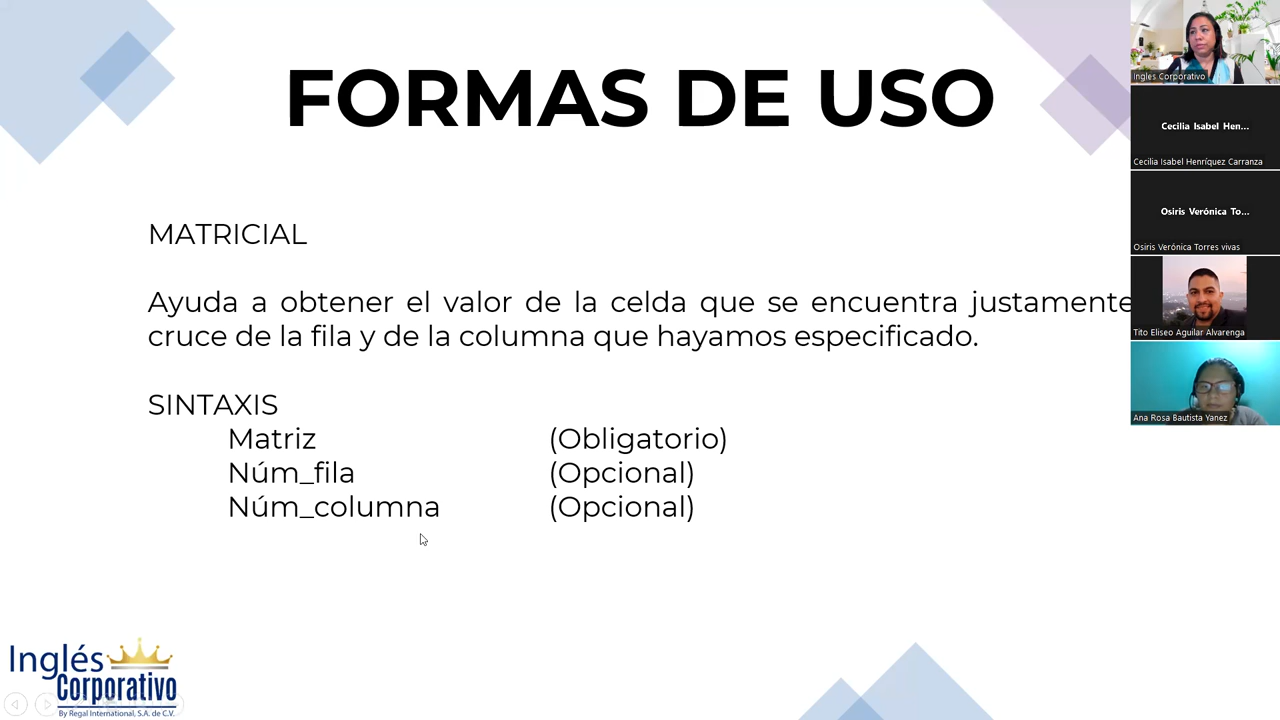 FORMAS DE USO
MATRICIAL
Ayuda a obtener el valor de la celda que se encuentra justamente
cruce de la fila y de la columna que hayamos especificado.
SINTAXIS
Matriz (Obligatorio)
Núm_fila (Opcional)
Núm_columna (Opcional)
Inglés
Corporativo
By Regal International, S.A. de C.V.
Ingles Corporativo
Cecilia Isabel Hen...
Cecilia Isabel Henríquez Carranza
Osiris Verónica To...
Osiris Verónica Torres vivas
Tito Eliseo Aguilar Alvarenga
Ana Rosa Bautista Yanez